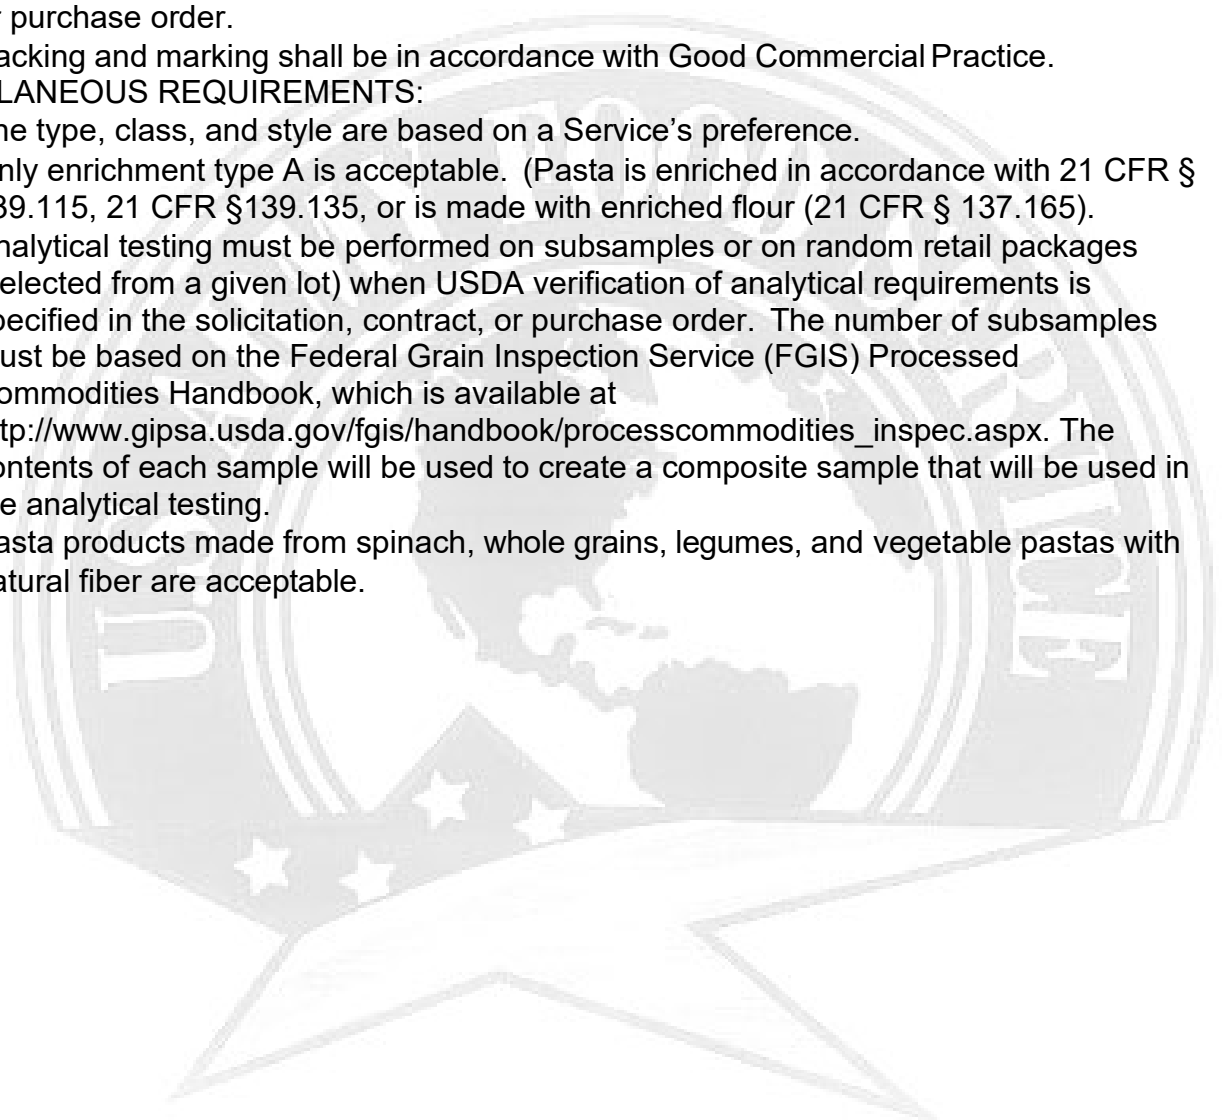 r purchase order.
acking and marking shall be in accordance with Good Commercial Practice.
LANEOUS REQUIREMENTS:
he type, class, and style are based on a Service’s preference.
nly enrichment type A is acceptable.  (Pasta is enriched in accordance with 21 CFR §
39.115, 21 CFR §139.135, or is made with enriched flour (21 CFR § 137.165).
nalytical testing must be performed on subsamples or on random retail packages
elected from a given lot) when USDA verification of analytical requirements is
pecified in the solicitation, contract, or purchase order.  The number of subsamples
ust be based on the Federal Grain Inspection Service (FGIS) Processed
ommodities Handbook, which is available at
tp://www.gipsa.usda.gov/fgis/handbook/processcommodities_inspec.aspx. The
ontents of each sample will be used to create a composite sample that will be used in
e analytical testing.
asta products made from spinach, whole grains, legumes, and vegetable pastas with
atural fiber are acceptable.
U.S. ARMY FOOD SERVICE